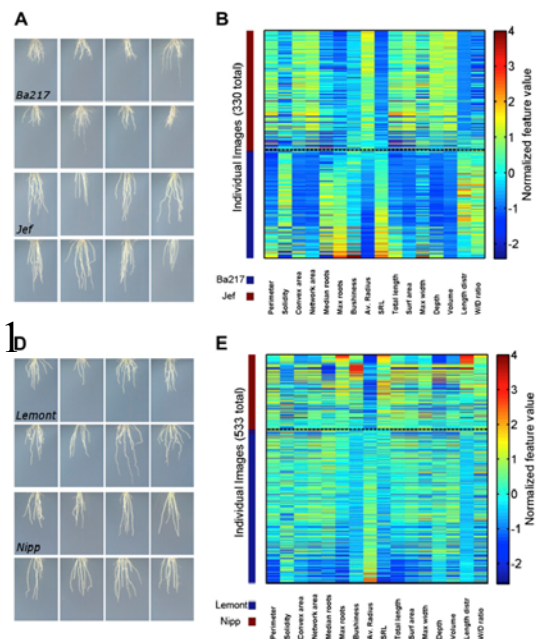 A
Ba217
Jef
B
Individual Images (330 total)
Ba217
Jef
Perimeter
Solidity
Convex area
Network area
Median roots
Max roots
Bushiness
Av. Radius
SRL
Total length
Surf area
Max width
Depth
Volume
Length distr
W/D ratio
4
3
2
1
0
-1
-2
Normalized feature value
1
D
Lemont
Nipp
E
Individual Images (533 total)
Lemont
Nipp
Perimeter
Solidity
Convex area
Network area
Median roots
Max roots
Bushiness
Av. Radius
SRL
Total length
Surf area
Max width
Depth
Volume
Length distr
W/D ratio
4
3
2
1
0
-1
-2
Normalized feature value